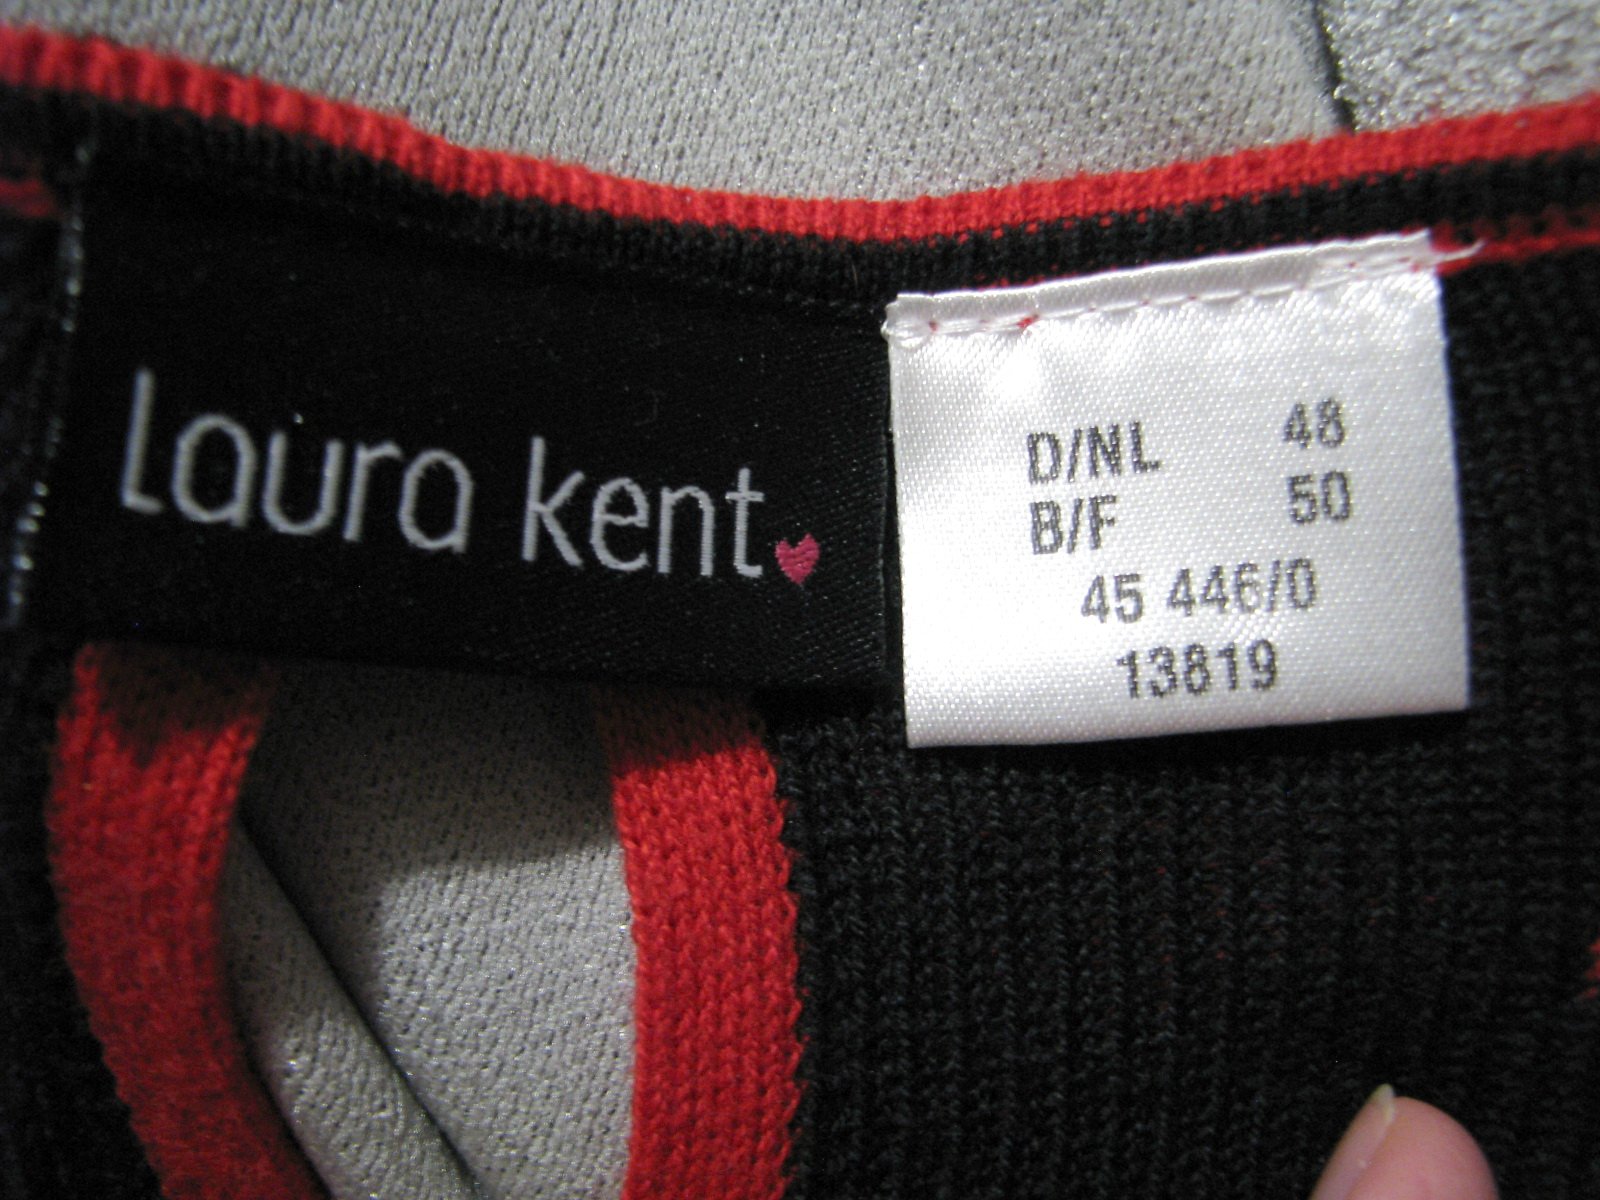 Laura kent.
D/NL 48
B/F 50
45 446/0
13819